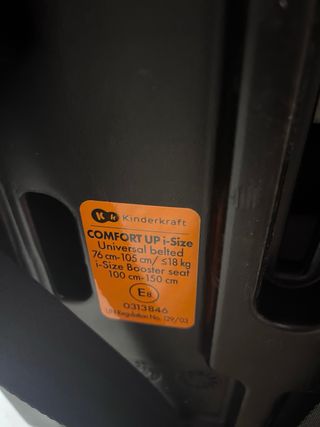 Kk Kinderkraft
COMFORT UP i-Size
Universal belted
76 cm-105 cm/ ≤18 kg
i-Size Booster seat
100 cm-150 cm
E8
0313846
UN Regulation No. 129/03